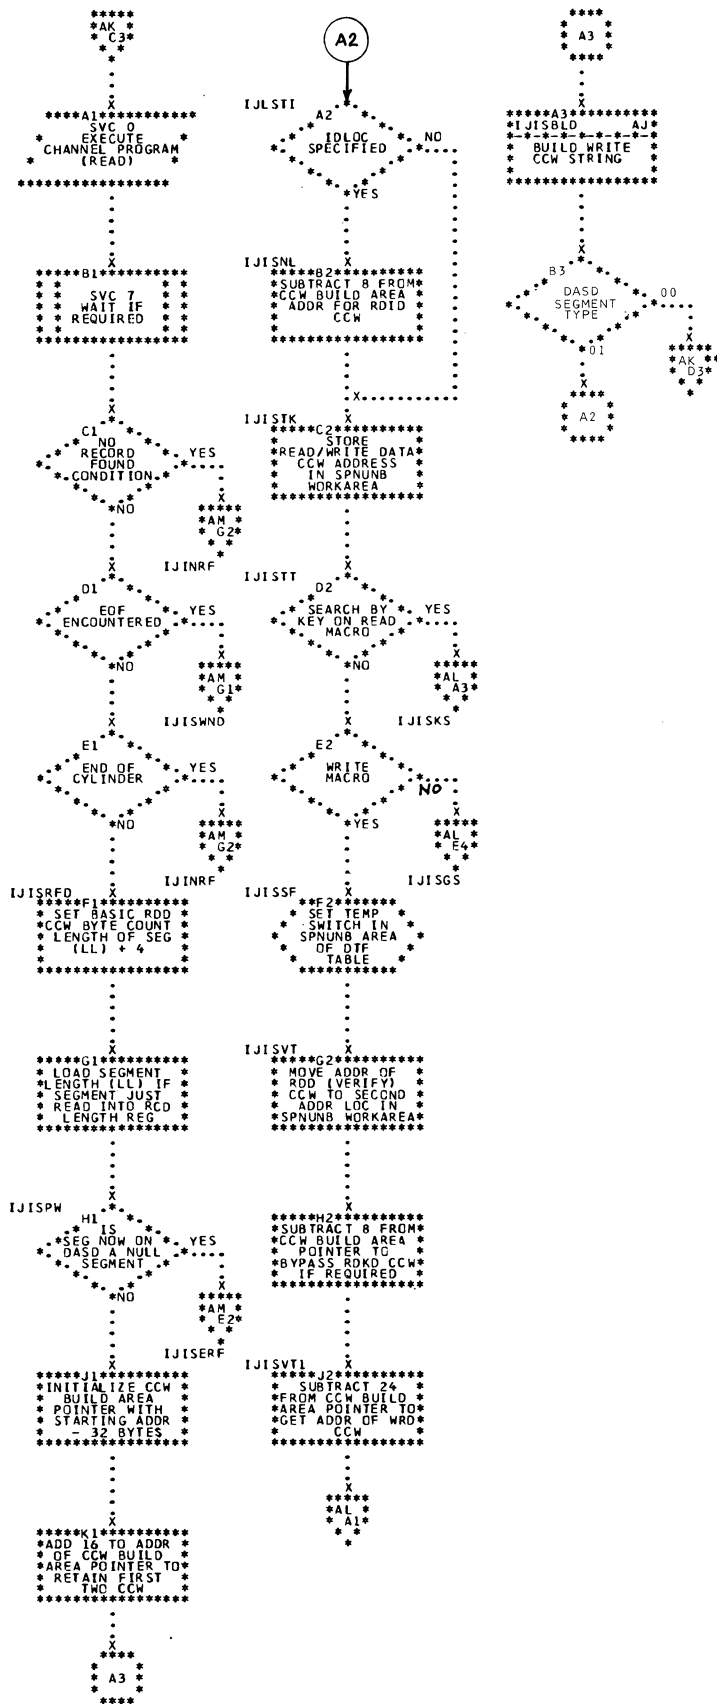 AK
C3
A1
SVC 0
EXECUTE
CHANNEL PROGRAM
(READ)
B1
SVC 7
WAIT IF
REQUIRED
C1
NO
RECORD
FOUND
CONDITION
YES
NO
AM
G2
IJINRF
D1
EOF
ENCOUNTERED
YES
NO
AM
G1
IJISWND
E1
END OF
CYLINDER
YES
NO
AM
G2
IJINRF
IJISRFD
F1
SET BASIC RDD
CCW BYTE COUNT
LENGTH OF SEG
(LL) + 4
G1
LOAD SEGMENT
LENGTH (LL) IF
SEGMENT JUST
READ INTO RCD
LENGTH REG
IJISPW
H1
IS
SEG NOW ON
DASD A NULL
SEGMENT
YES
NO
AM
E2
IJISERF
J1
INITIALIZE CCW
BUILD AREA
POINTER WITH
STARTING ADDR
- 32 BYTES
K1
ADD 16 TO ADDR
OF CCW BUILD
AREA POINTER TO
RETAIN FIRST
TWO CCW
A3
A2
IJLSTI
A2
IDLOC
SPECIFIED
NO
YES
IJISNL
B2
SUBTRACT 8 FROM
CCW BUILD AREA
ADDR FOR RDID
CCW
IJISTK
C2
STORE
READ/WRITE DATA
CCW ADDRESS
IN SPNUNB
WORKAREA
IJISTT
D2
SEARCH BY
KEY ON READ
MACRO
YES
NO
AL
A3
IJISKS
E2
WRITE
MACRO
NO
YES
AL
E4
IJISGS
IJISSF
F2
SET TEMP
SWITCH IN
SPNUNB AREA
OF DTF
TABLE
IJISVT
G2
MOVE ADDR OF
RDD (VERIFY)
CCW TO SECOND
ADDR LOC IN
SPNUNB WORKAREA
H2
SUBTRACT 8 FROM
CCW BUILD AREA
POINTER TO
BYPASS RDKD CCW
IF REQUIRED
IJISVT1
J2
SUBTRACT 24
FROM CCW BUILD
AREA POINTER TO
GET ADDR OF WRD
CCW
AL
A1
A3
A3
IJISBLD AJ
BUILD WRITE
CCW STRING
B3
DASD
SEGMENT
TYPE
00
01
AK
D3
A2